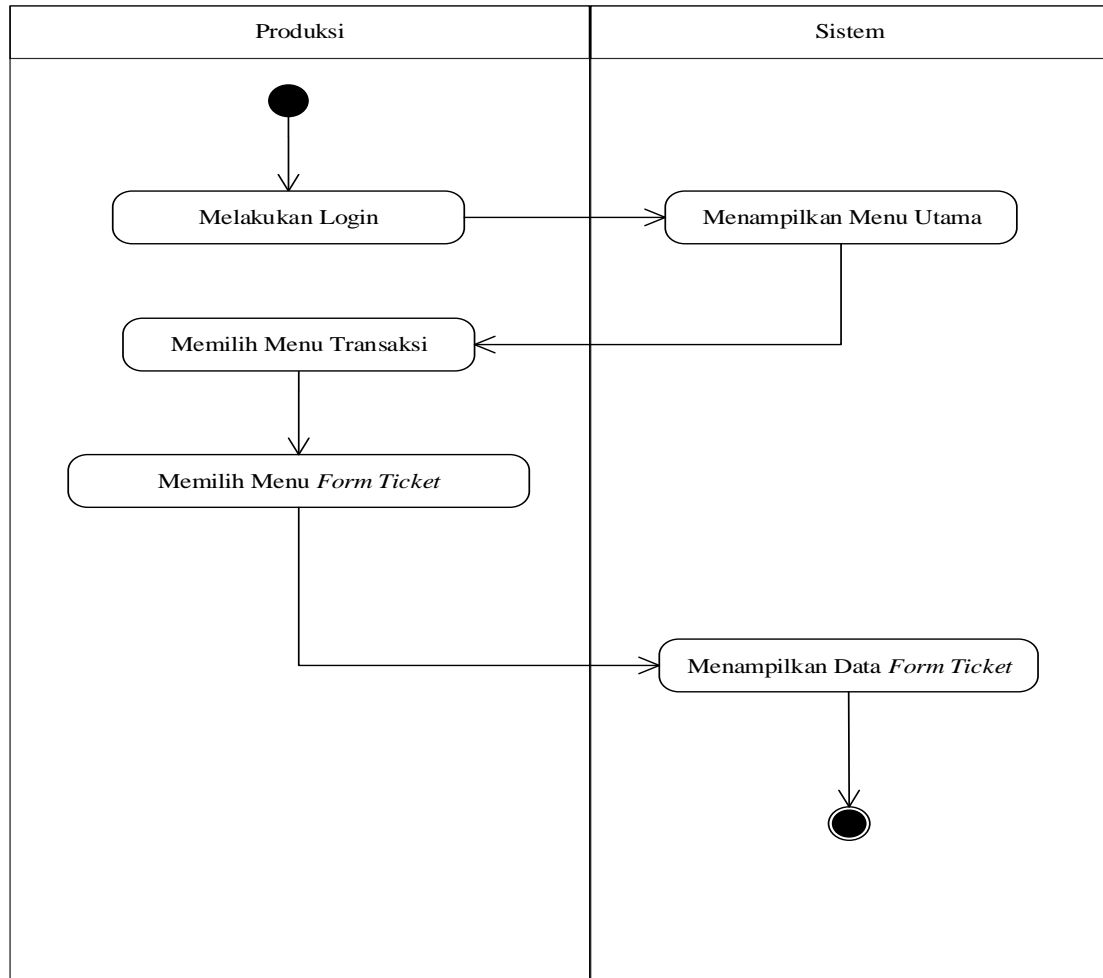 Produksi
Sistem
Melakukan Login
Menampilkan Menu Utama
Memilih Menu Transaksi
Memilih Menu Form Ticket
Menampilkan Data Form Ticket